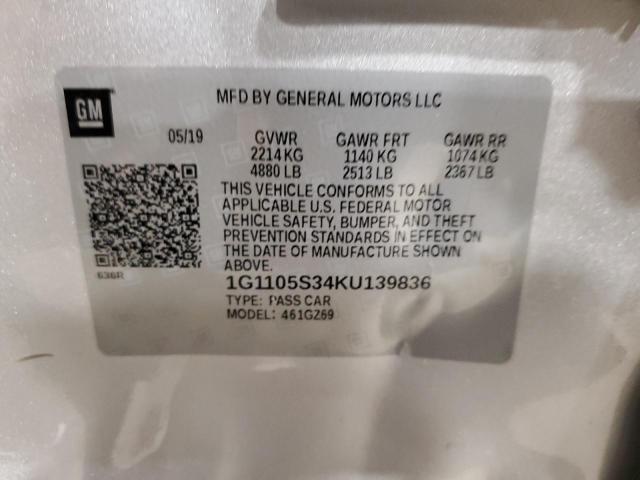 GM
MFD BY GENERAL MOTORS LLC
05/19 GVWR GAWR FRT GAWR RR
2214 KG 1140 KG 1074 KG
4880 LB 2513 LB 2367 LB
THIS VEHICLE CONFORMS TO ALL
APPLICABLE U.S. FEDERAL MOTOR
VEHICLE SAFETY, BUMPER, AND THEFT
PREVENTION STANDARDS IN EFFECT ON
THE DATE OF MANUFACTURE SHOWN
ABOVE.
636R
1G1105S34KU139836
TYPE: PASS CAR
MODEL: 461GZ69